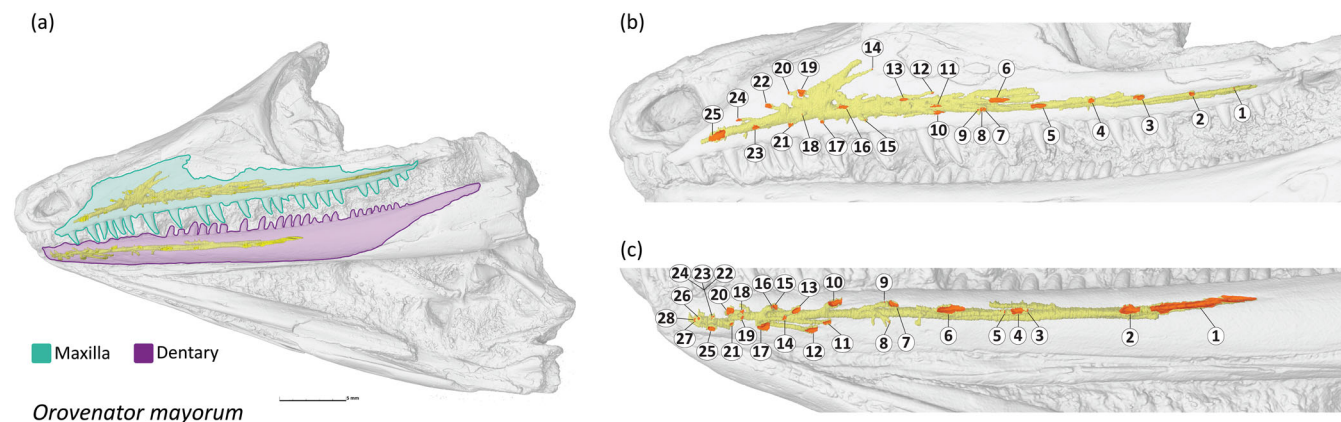 (a)
Maxilla
Dentary
5 mm
Orovenator mayorum
(b)
14
20 19
13 12 11 6
22
24
25
23 21 18 17 16 15 10 9 8 7 5 4 3 2 1
(c)
24 23 22
26 20 18 16 15 13 10 9
28
27
25 21 19 17 14 12 11 8 7 6 5 4 3 2 1